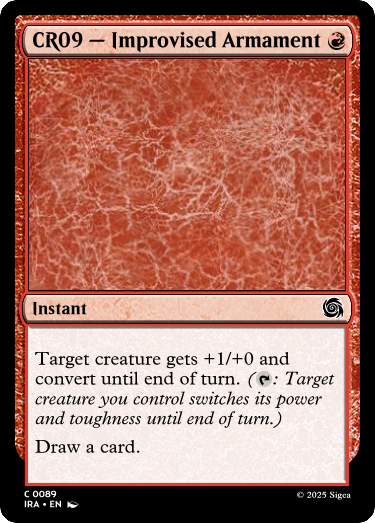 CR09 — Improvised Armament
Instant
Target creature gets +1/+0 and
convert until end of turn. (: Target
creature you control switches its power
and toughness until end of turn.)
Draw a card.
C 0089
IRA • EN
© 2025 Sigea